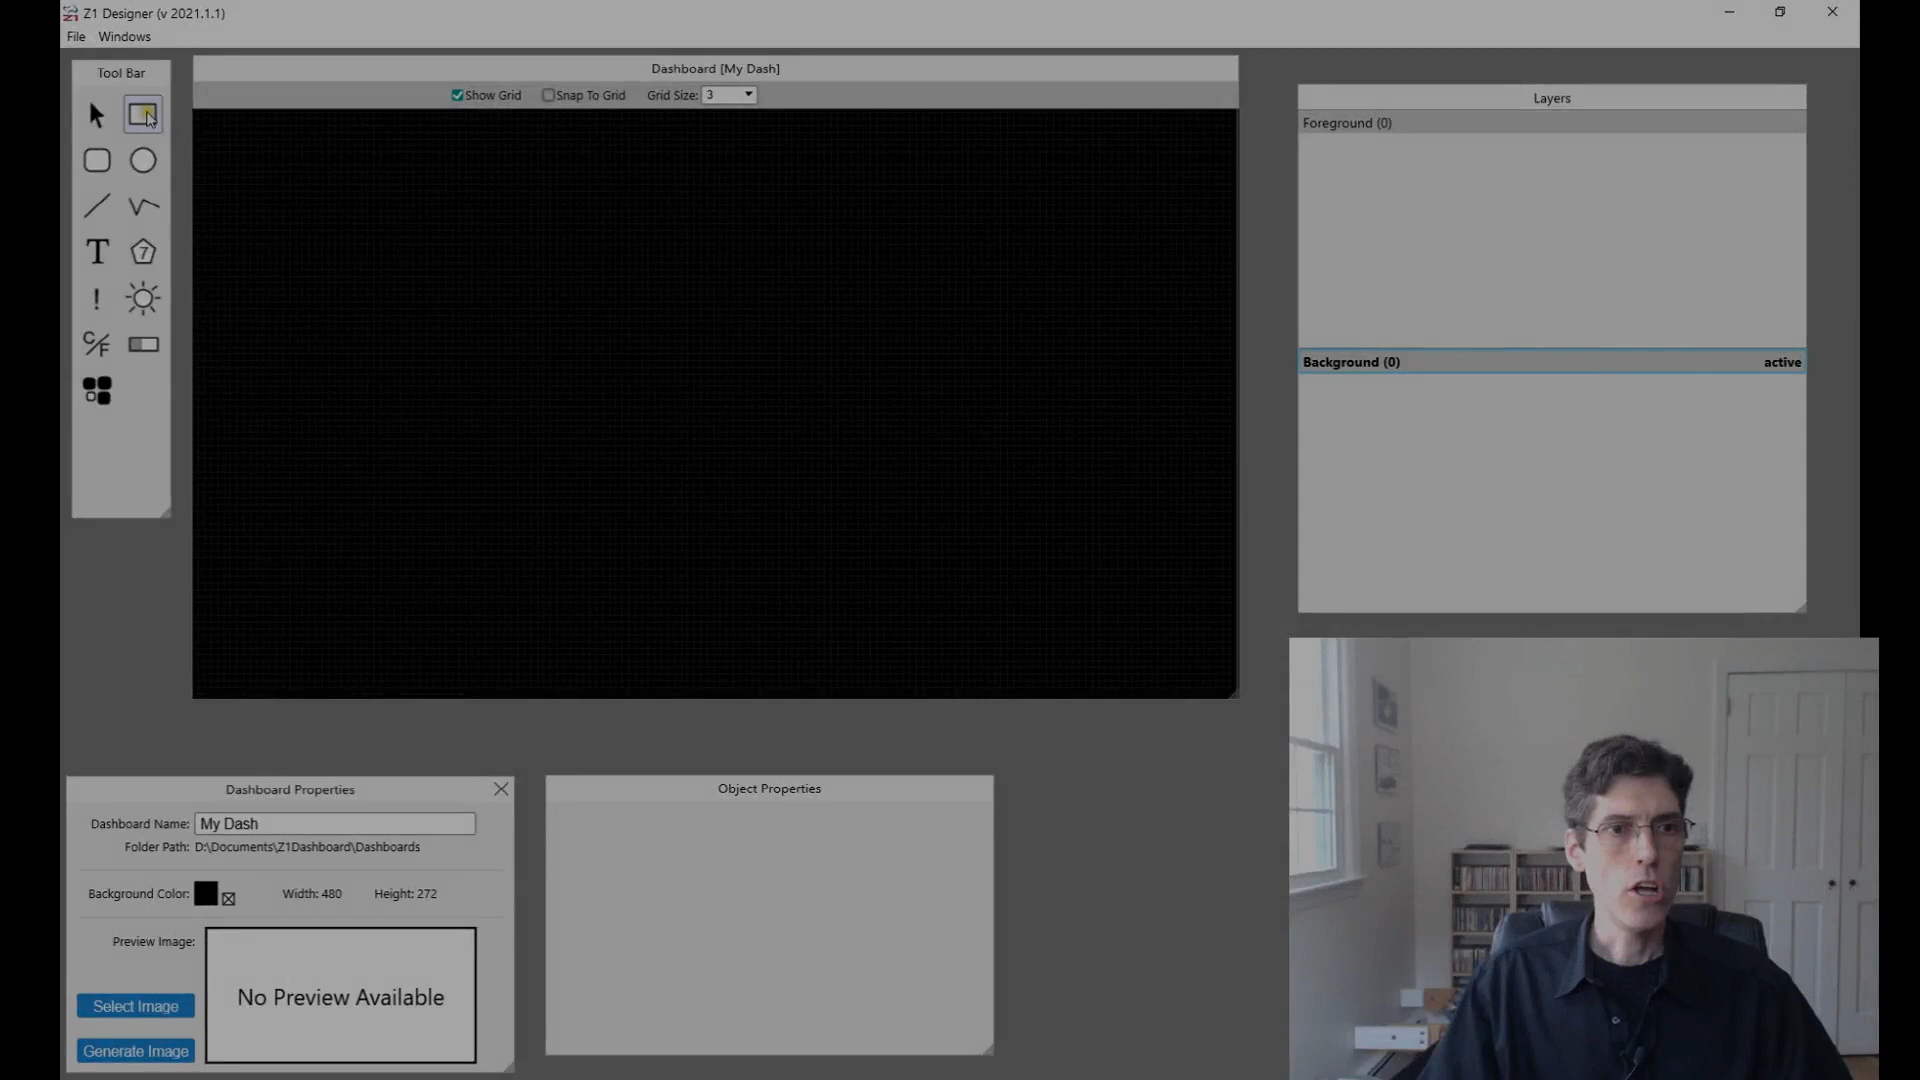 Z1 Designer (v 2021.1.1)
File Windows
Tool Bar
T 7
!
C/F
Dashboard [My Dash]
Show Grid Snap To Grid Grid Size: 3
Layers
Foreground (0)
Background (0) active
Dashboard Properties
Dashboard Name: My Dash
Folder Path: D:\Documents\Z1Dashboard\Dashboards
Background Color: Width: 480 Height: 272
Preview Image:
No Preview Available
Select Image
Generate Image
Object Properties